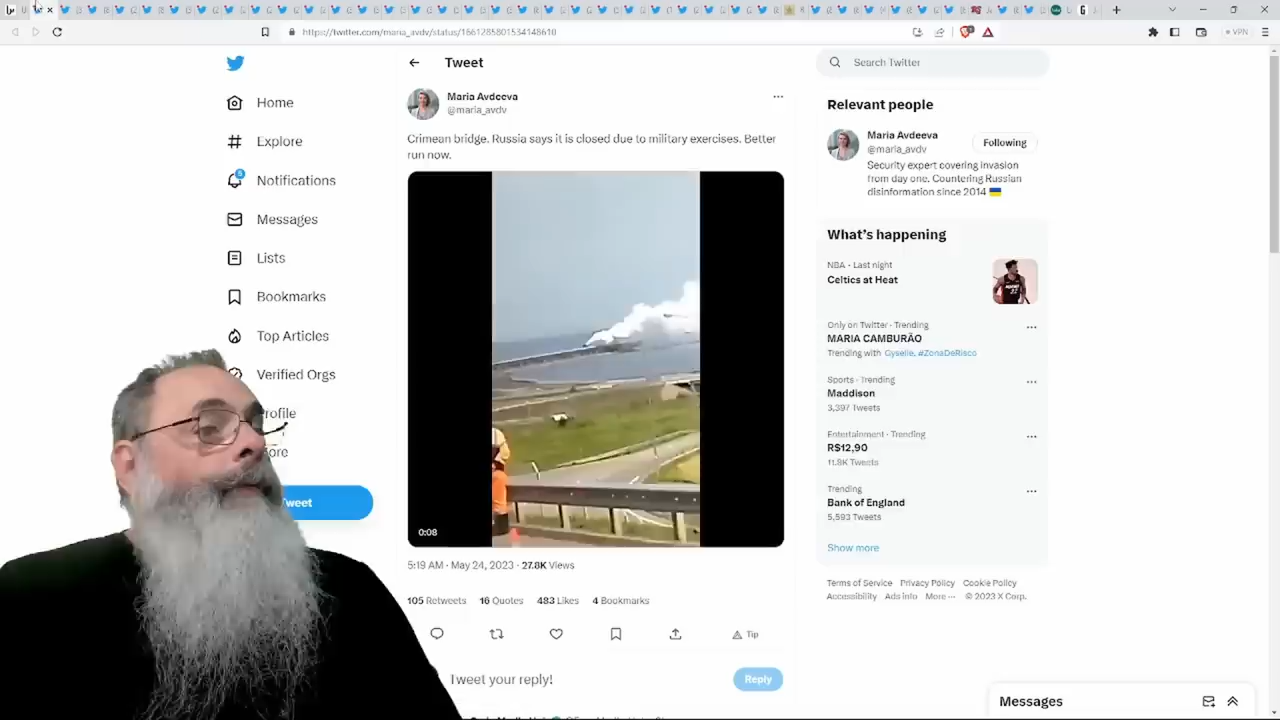 https://twitter.com/maria_avdv/status/1661285801534148610
VPN
Home
Explore
5
Notifications
Messages
Lists
Bookmarks
Top Articles
Verified Orgs
Tweet
Maria Avdeeva
@maria_avdv
Crimean bridge. Russia says it is closed due to military exercises. Better
run now.
0:08
5:19 AM · May 24, 2023 · 27.8K Views
105 Retweets 16 Quotes 483 Likes 4 Bookmarks
Tip
Tweet your reply!
Reply
Search Twitter
Relevant people
Maria Avdeeva
@maria_avdv
Following
Security expert covering invasion
from day one. Countering Russian
disinformation since 2014
What's happening
NBA · Last night
Celtics at Heat
Only on Twitter · Trending
MARIA CAMBURÃO
Trending with Gyselle, #ZonaDeRisco
Sports · Trending
Maddison
3,397 Tweets
Entertainment · Trending
R$12,90
11.8K Tweets
Trending
Bank of England
5,593 Tweets
Show more
Terms of Service Privacy Policy Cookie Policy
Accessibility Ads info More ··· © 2023 X Corp.
Messages